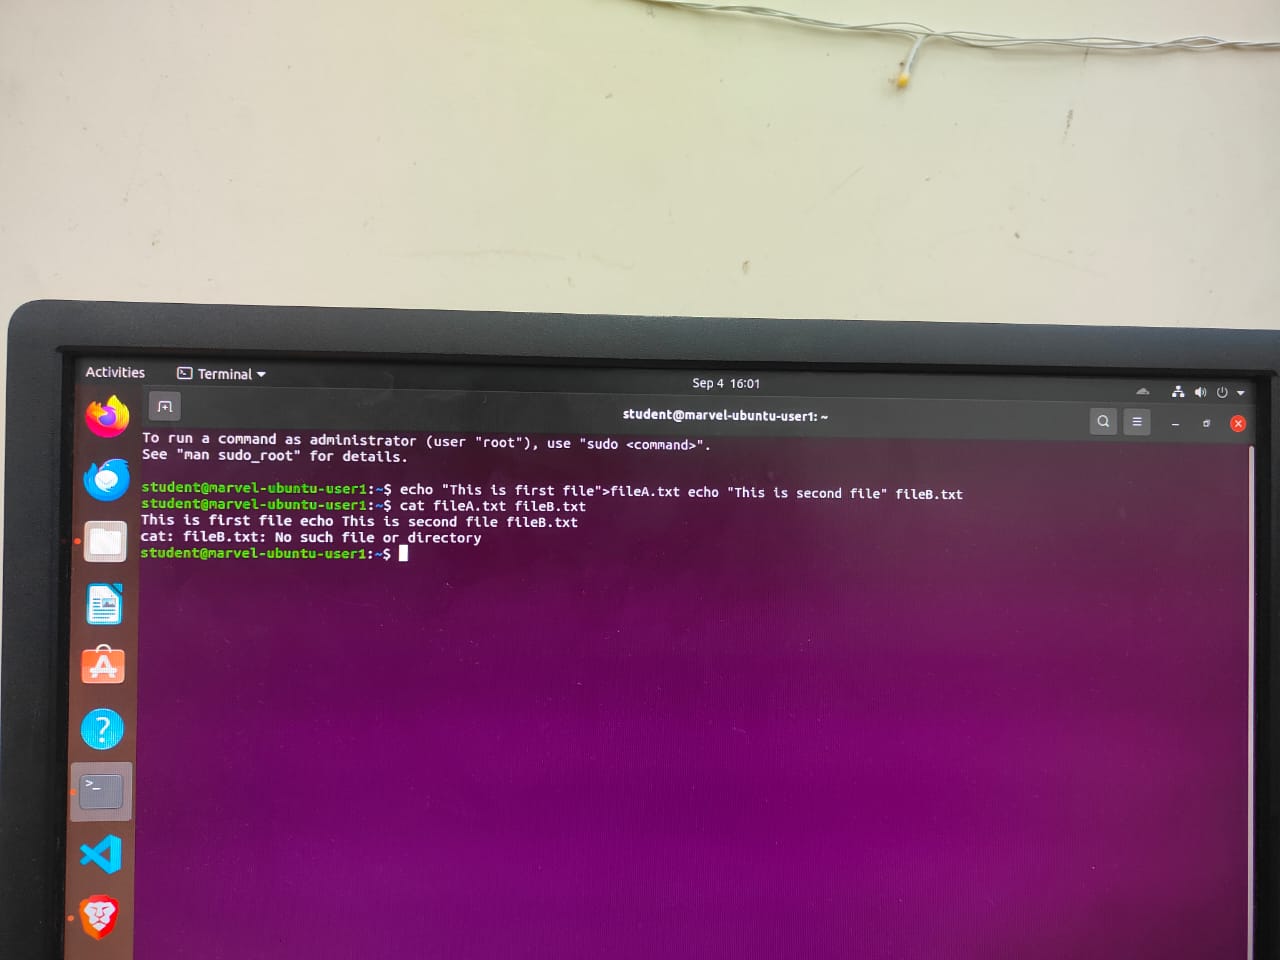 Activities
Terminal
Sep 4 16:01
student@marvel-ubuntu-user1: ~
To run a command as administrator (user "root"), use "sudo <command>".
See "man sudo_root" for details.
student@marvel-ubuntu-user1:~$ echo "This is first file">fileA.txt echo "This is second file" fileB.txt
student@marvel-ubuntu-user1:~$ cat fileA.txt fileB.txt
This is first file echo This is second file fileB.txt
cat: fileB.txt: No such file or directory
student@marvel-ubuntu-user1:~$